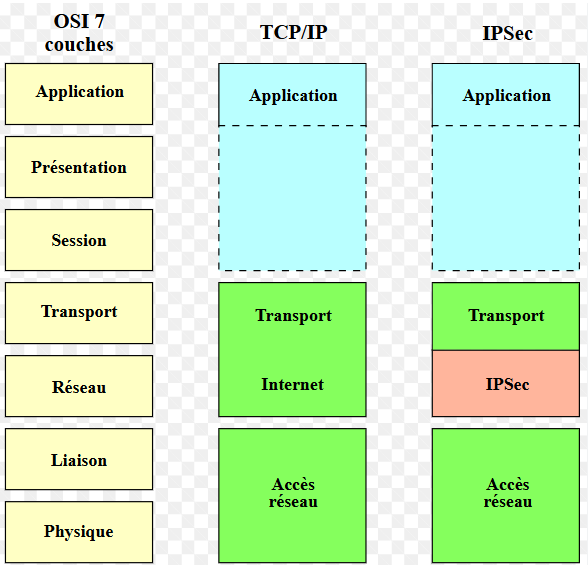 OSI 7
couches
Application
Présentation
Session
Transport
Réseau
Liaison
Physique
TCP/IP
Application
Transport
Internet
Accès
réseau
IPSec
Application
Transport
IPSec
Accès
réseau